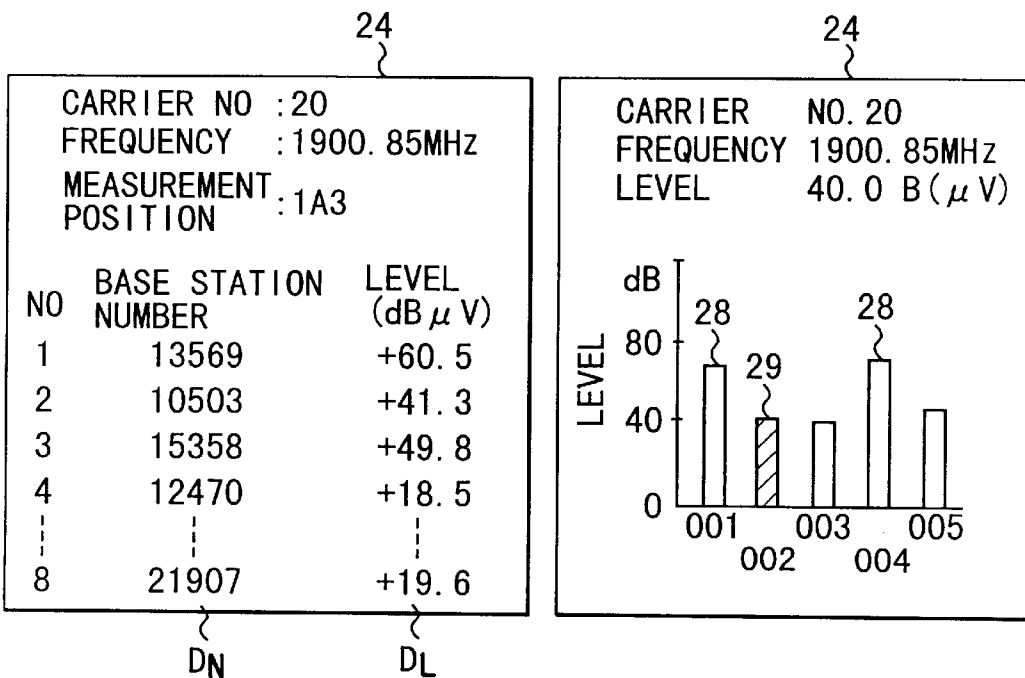 24
CARRIER NO :20
FREQUENCY :1900.85MHz
MEASUREMENT POSITION :1A3
NO BASE STATION NUMBER LEVEL (dBμV)
1 13569 +60.5
2 10503 +41.3
3 15358 +49.8
4 12470 +18.5
8 21907 +19.6
DN DL
24
CARRIER NO.20
FREQUENCY 1900.85MHz
LEVEL 40.0 B(μV)
dB
LEVEL
80
40
0
28
29
28
001
002
003
004
005